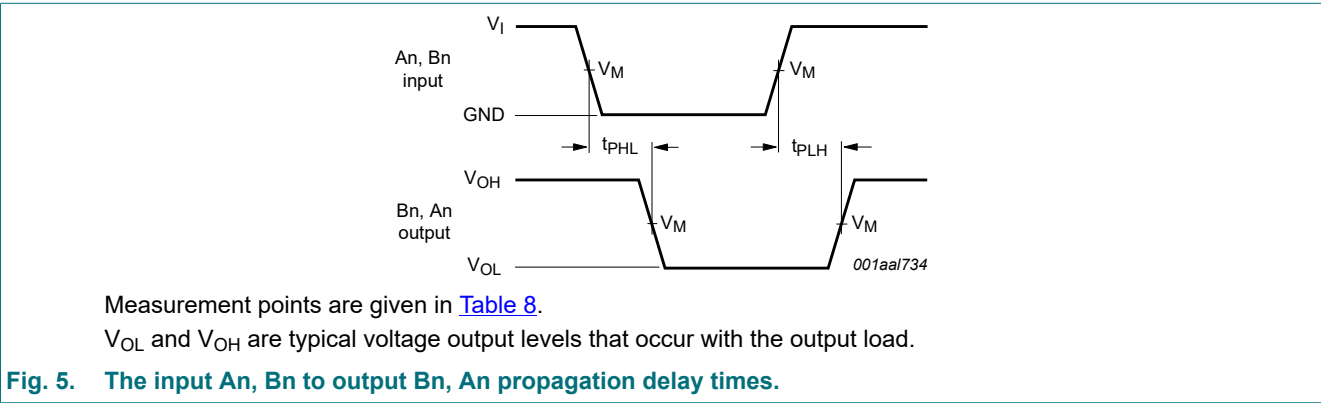 VI
An, Bn
input
VM
VM
GND
tPHL
tPLH
VOH
Bn, An
output
VM
VM
VOL
001aal734
Measurement points are given in Table 8.
VOL and VOH are typical voltage output levels that occur with the output load.
Fig. 5. The input An, Bn to output Bn, An propagation delay times.